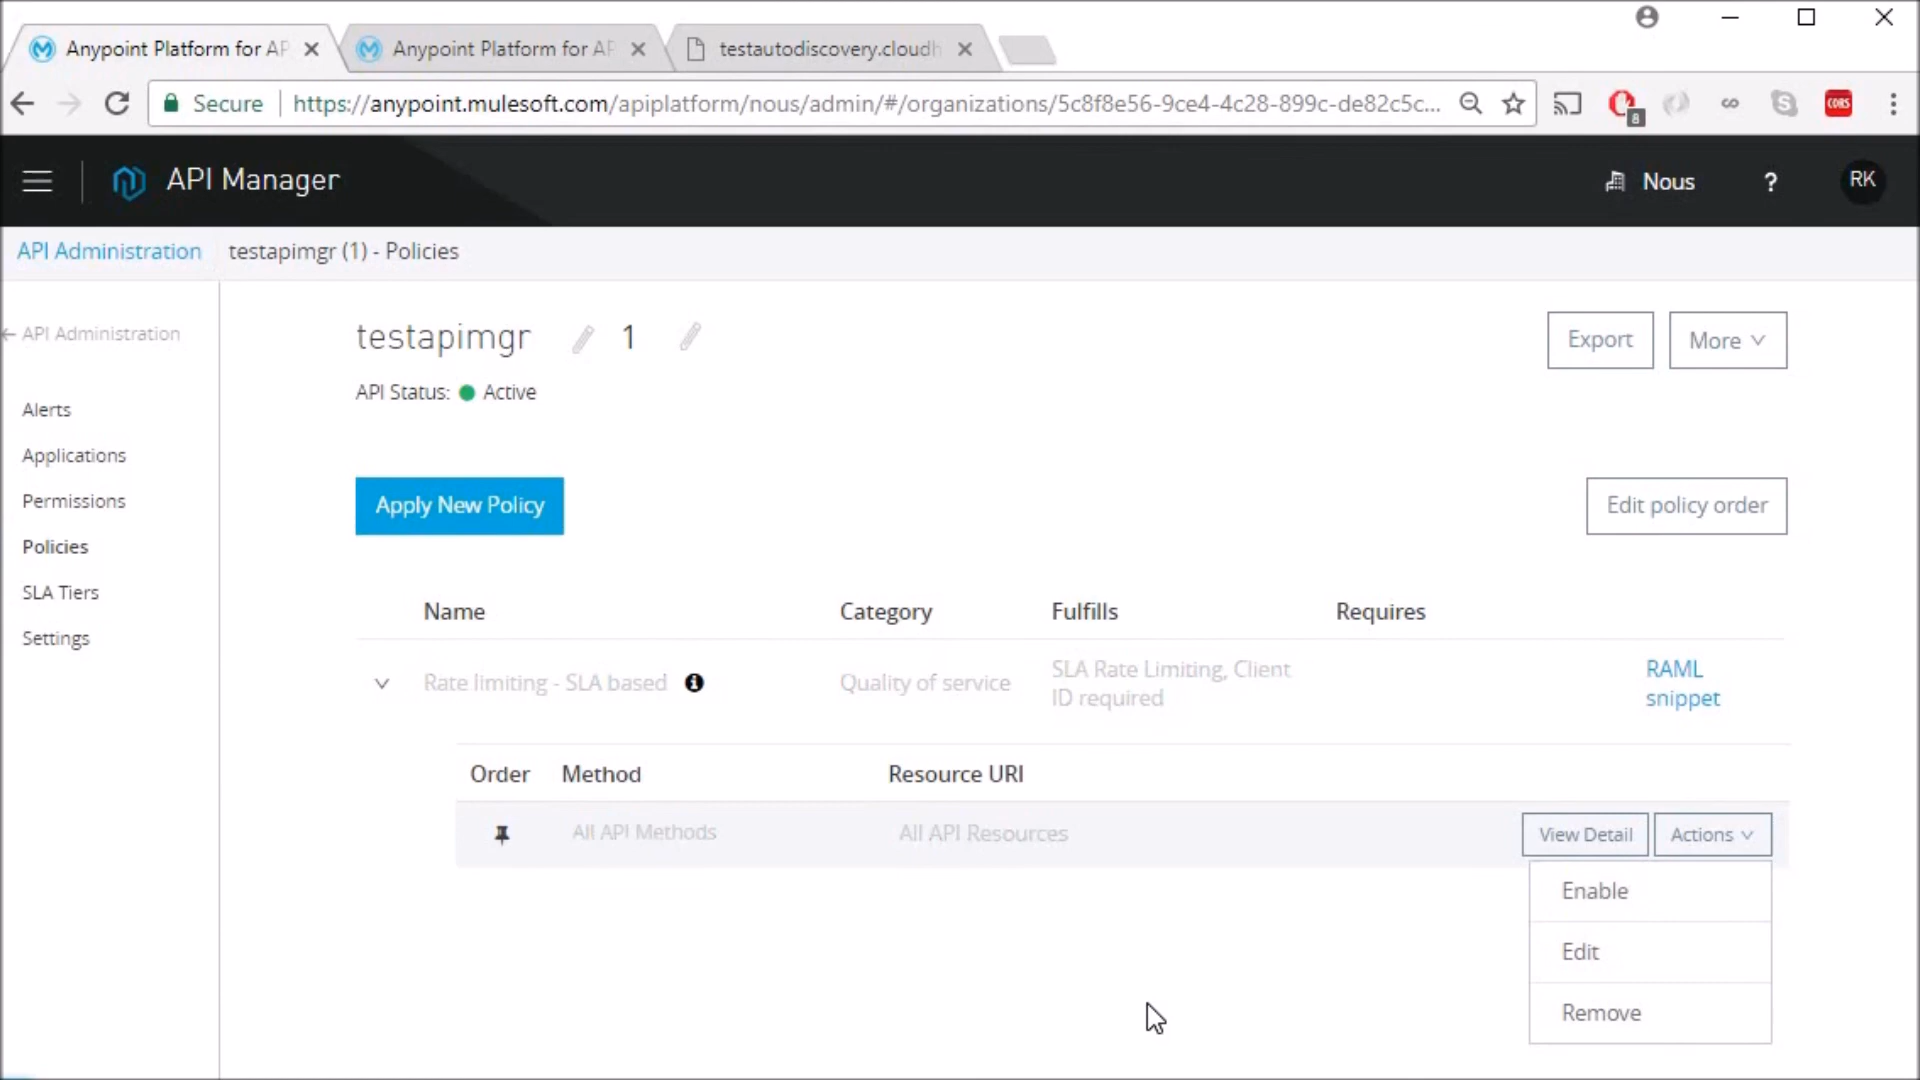 Anypoint Platform for AP
Anypoint Platform for AP
testautodiscovery.cloudh
Secure
https://anypoint.mulesoft.com/apiplatform/nous/admin/#/organizations/5c8f8e56-9ce4-4c28-899c-de82c5c...
8
CORS
API Manager
Nous
?
RK
API Administration
testapimgr (1) - Policies
← API Administration
Alerts
Applications
Permissions
Policies
SLA Tiers
Settings
testapimgr
1
Export
More
API Status:
Active
Apply New Policy
Edit policy order
Name
Category
Fulfills
Requires
Rate limiting - SLA based
Quality of service
SLA Rate Limiting, Client
ID required
RAML
snippet
Order
Method
Resource URI
All API Methods
All API Resources
View Detail
Actions
Enable
Edit
Remove